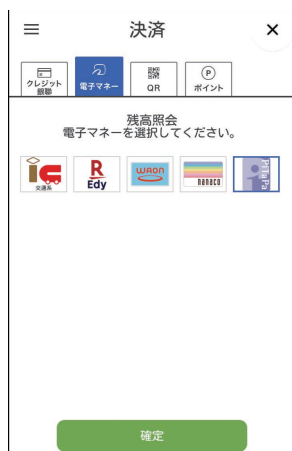 決済
クレジット
銀聯
電子マネー
QR
P
ポイント
残高照会
電子マネーを選択してください。
交通系
R
Edy
WAON
nanaco
PiTaPa
確定